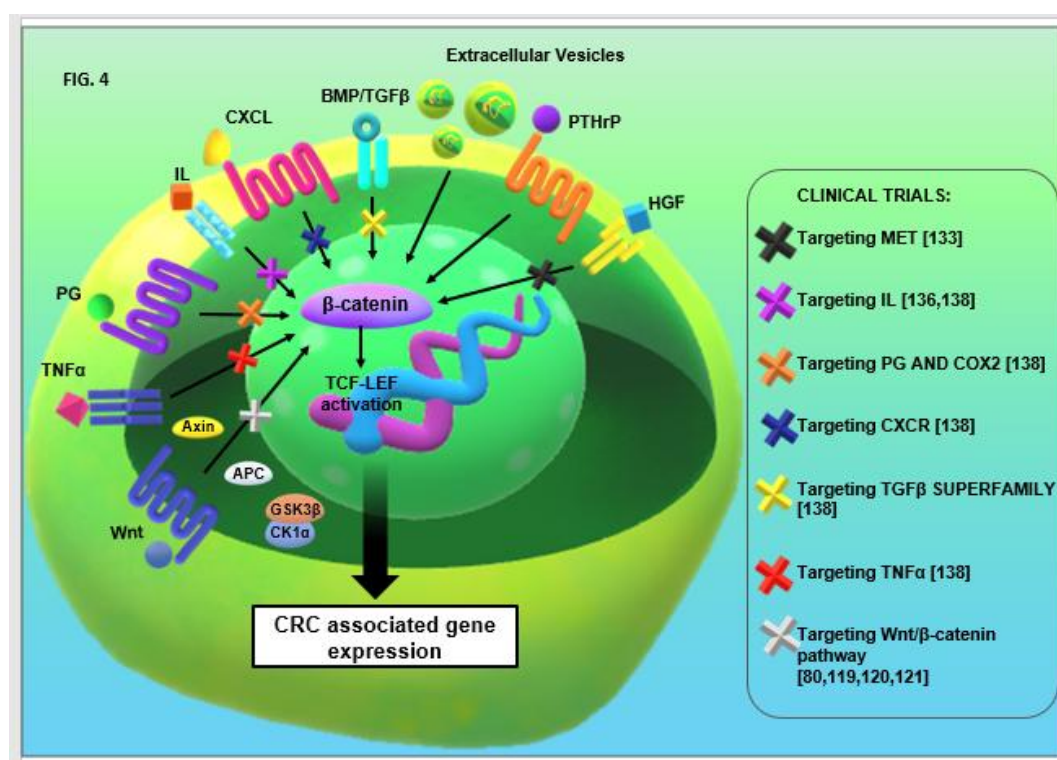 FIG. 4
Extracellular Vesicles
BMP/TGFβ
CXCL
PTHrP
IL
HGF
PG
TNFα
Wnt
β-catenin
TCF-LEF
activation
Axin
APC
GSK3β
CK1α
CRC associated gene
expression
CLINICAL TRIALS:
Targeting MET [133]
Targeting IL [136,138]
Targeting PG AND COX2 [138]
Targeting CXCR [138]
Targeting TGFβ SUPERFAMILY
[138]
Targeting TNFα [138]
Targeting Wnt/β-catenin
pathway
[80,119,120,121]